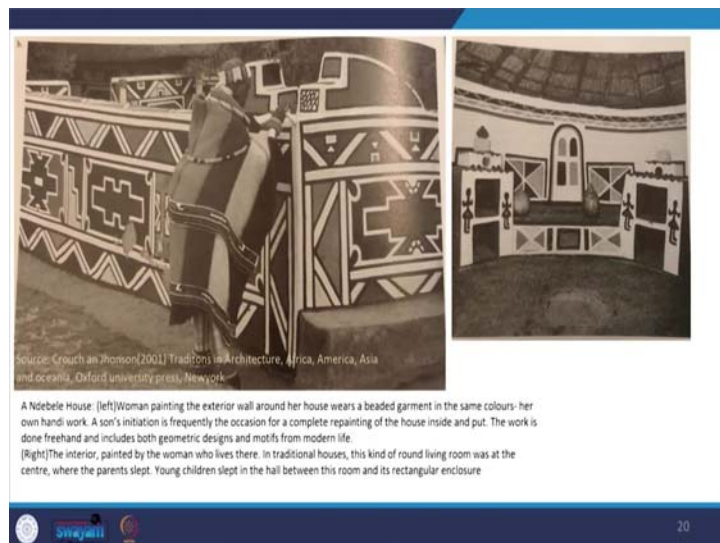 a.
Source: Crouch an Jhonson(2001) Traditons in Architecture, Africa, America, Asia
and oceania, Oxford university press, Newyork
A Ndebele House: (left)Woman painting the exterior wall around her house wears a beaded garment in the same colours- her
own handi work. A son's initiation is frequently the occasion for a complete repainting of the house inside and put. The work is
done freehand and includes both geometric designs and motifs from modern life.
(Right)The interior, painted by the woman who lives there. In traditional houses, this kind of round living room was at the
centre, where the parents slept. Young children slept in the hall between this room and its rectangular enclosure
swayam
20